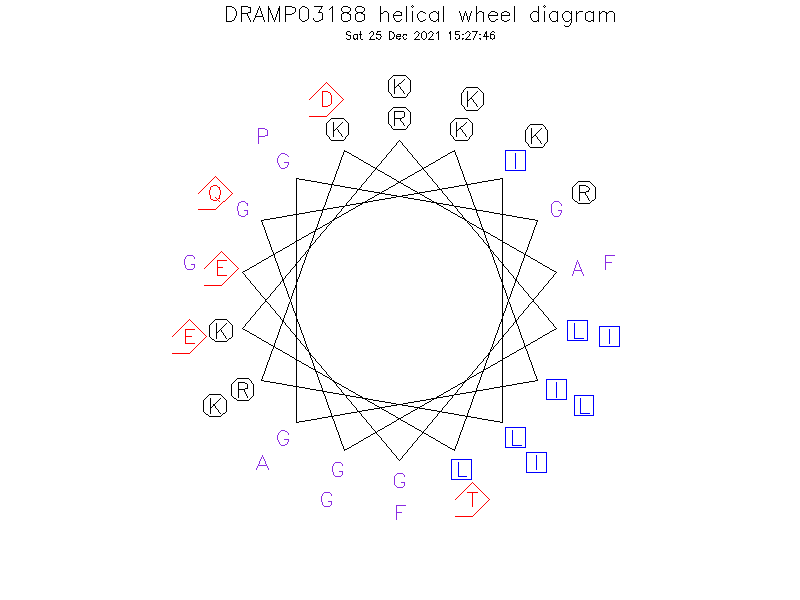 DRAMP03188 helical wheel diagram
Sat 25 Dec 2021 15:27:46
K
D K
K R K K
P I
G
Q G G R
G E A F
E K L I
K R I L
G L
A G L I
G G T
F